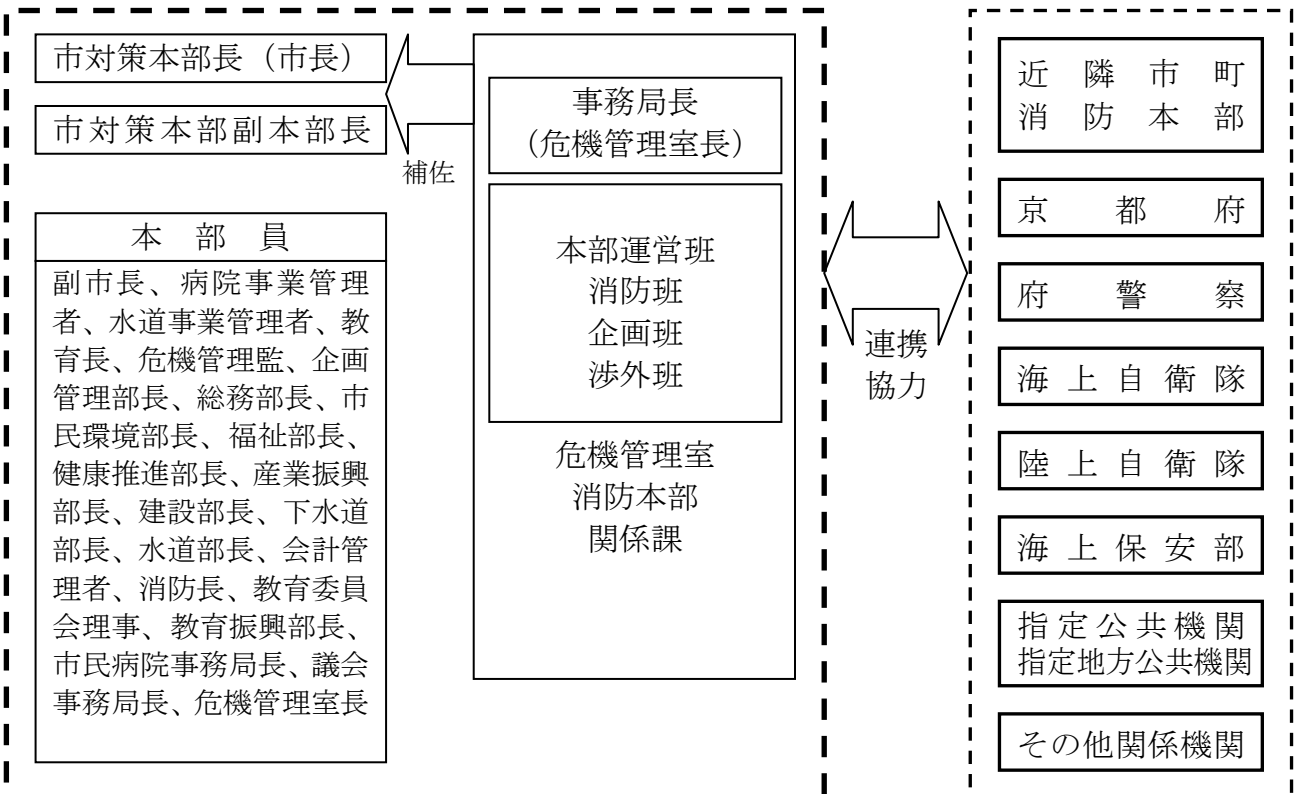 市対策本部長（市長）
市対策本部副本部長
補佐
本部員
副市長、病院事業管理
者、水道事業管理者、教
育長、危機管理監、企画
管理部長、総務部長、市
民環境部長、福祉部長、
健康推進部長、産業振興
部長、建設部長、下水道
部長、水道部長、会計管
理者、消防長、教育委員
会理事、教育振興部長、
市民病院事務局長、議会
事務局長、危機管理室長
事務局長
（危機管理室長）
本部運営班
消防班
企画班
渉外班
危機管理室
消防本部
関係課
連携
協力
近隣市町
消防本部
京都府
府警察
海上自衛隊
陸上自衛隊
海上保安部
指定公共機関
指定地方公共機関
その他関係機関